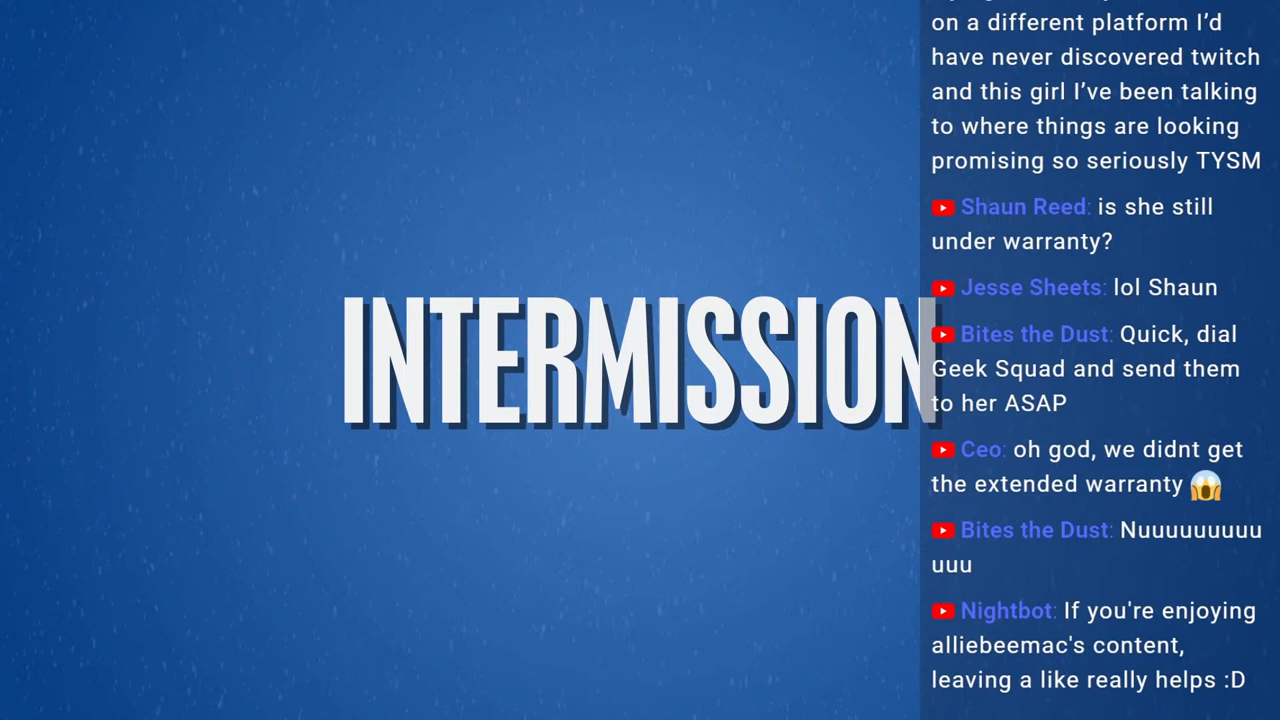 INTERMISSION
on a different platform I’d
have never discovered twitch
and this girl I’ve been talking
to where things are looking
promising so seriously TYSM
Shaun Reed: is she still
under warranty?
Jesse Sheets: lol Shaun
Bites the Dust: Quick, dial
Geek Squad and send them
to her ASAP
Ceo: oh god, we didnt get
the extended warranty 😱
Bites the Dust: Nuuuuuuuuu
uuu
Nightbot: If you're enjoying
alliebeemac's content,
leaving a like really helps :D